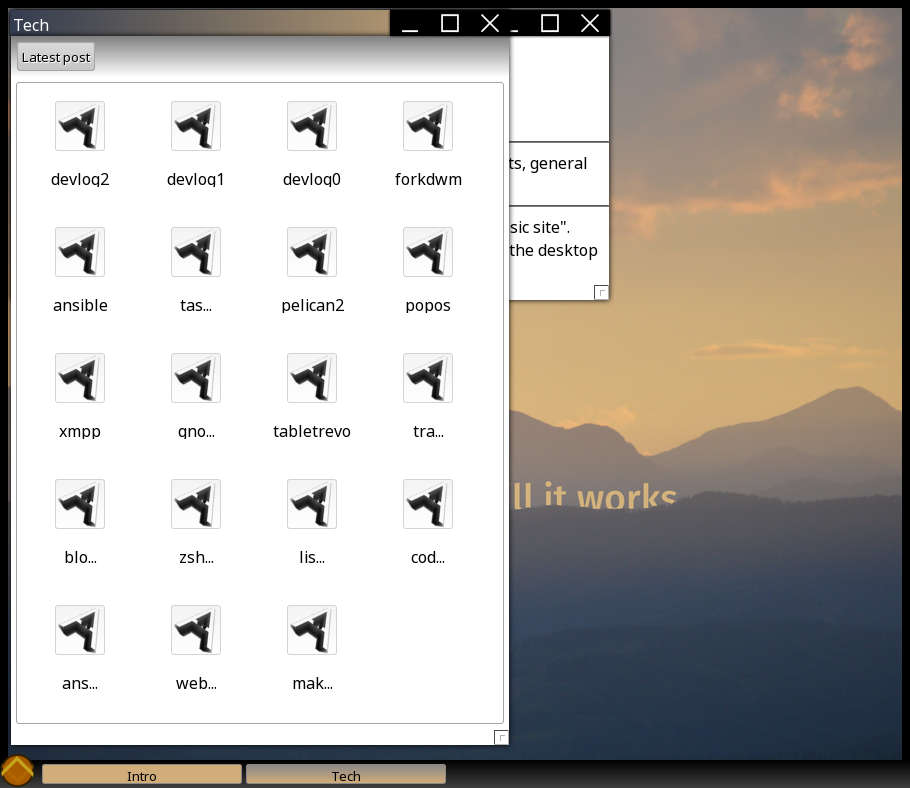 Tech
Latest post
devlog2 devlog1 devlog0 forkdwm
ansible tas... pelican2 popos
xmpp gno... tabletrevo tra...
blo... zsh... lis... cod...
ans... web... mak...
ts, general
sic site".
the desktop
ll it works
Intro Tech